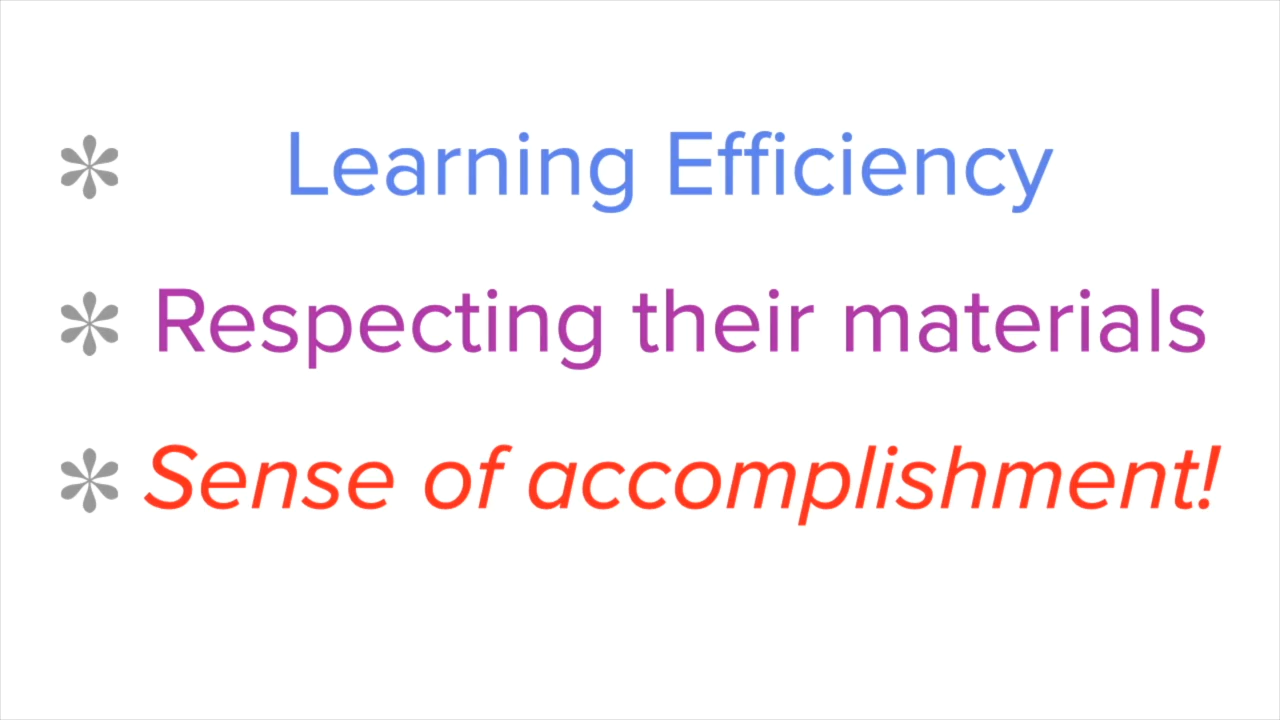 ✽ Learning Efficiency
✽ Respecting their materials
✽ Sense of accomplishment!